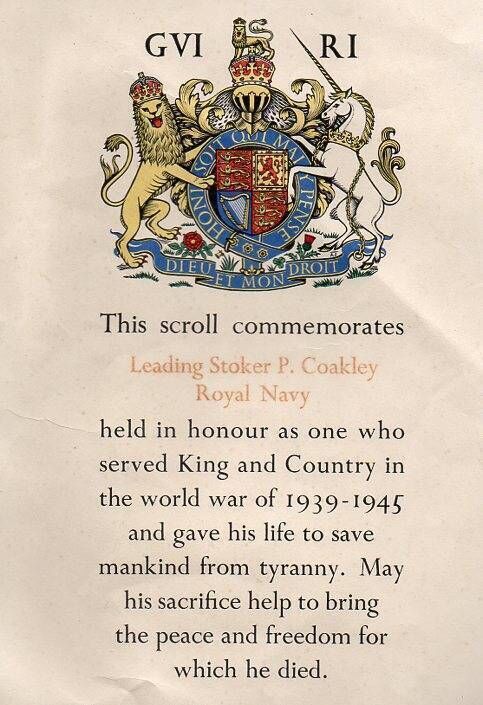 GVI RI
HONI SOIT QUI MAL Y PENSE
DIEU ET MON DROIT
This scroll commemorates
Leading Stoker P. Coakley
Royal Navy
held in honour as one who
served King and Country in
the world war of 1939-1945
and gave his life to save
mankind from tyranny. May
his sacrifice help to bring
the peace and freedom for
which he died.